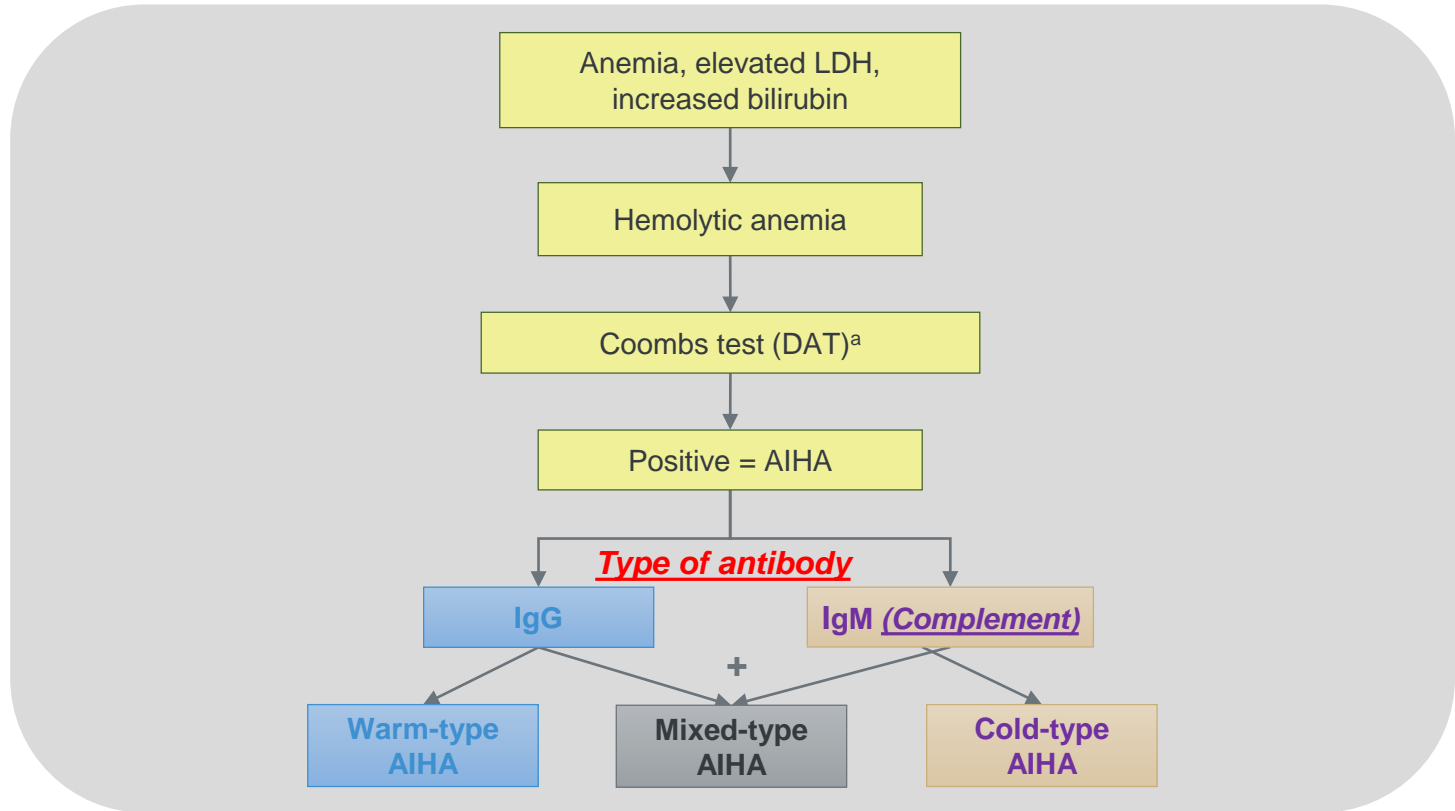 Anemia, elevated LDH,
increased bilirubin
Hemolytic anemia
Coombs test (DAT)ᵃ
Positive = AIHA
Type of antibody
IgG
IgM (Complement)
+
Warm-type
AIHA
Mixed-type
AIHA
Cold-type
AIHA